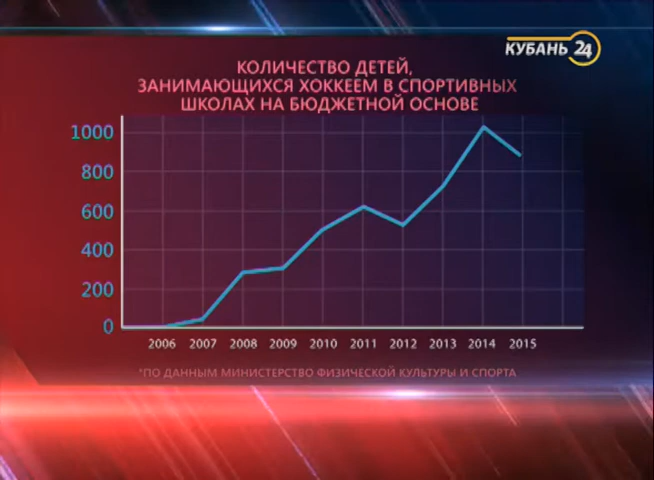 КУБАНЬ 24
КОЛИЧЕСТВО ДЕТЕЙ,
ЗАНИМАЮЩИХСЯ ХОККЕЕМ В СПОРТИВНЫХ
ШКОЛАХ НА БЮДЖЕТНОЙ ОСНОВЕ
1000
800
600
400
200
0
2006 2007 2008 2009 2010 2011 2012 2013 2014 2015
*ПО ДАННЫМ МИНИСТЕРСТВО ФИЗИЧЕСКОЙ КУЛЬТУРЫ И СПОРТА